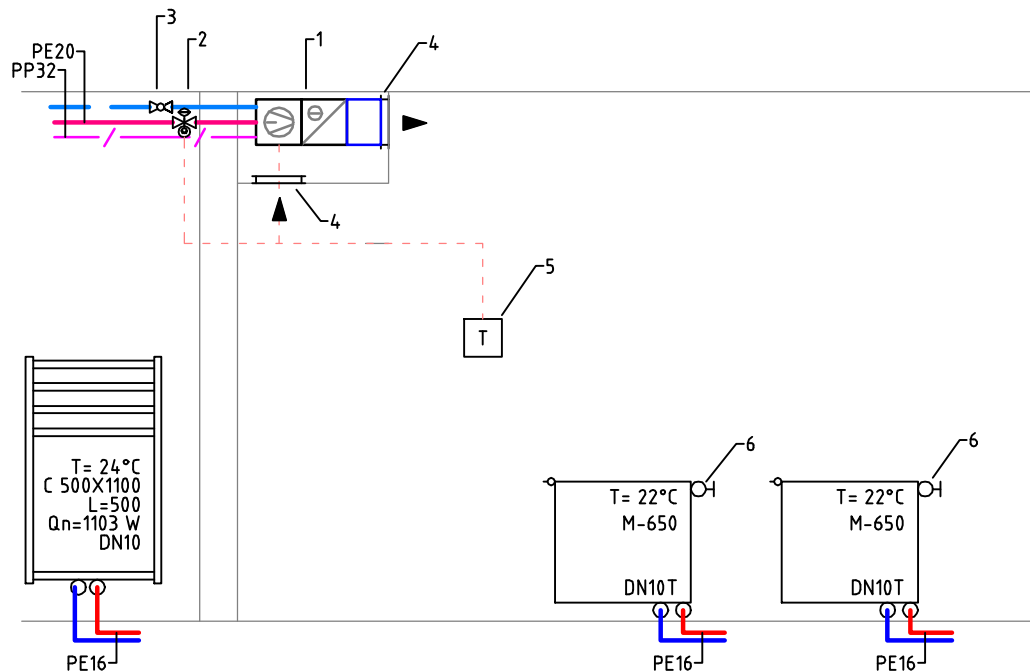 3
2
1
4
PE20
PP32
4
5
T
T= 24°C
C 500X1100
L=500
Qn=1103 W
DN10
PE16
6
T= 22°C
M-650
DN10T
PE16
6
T= 22°C
M-650
DN10T
PE16